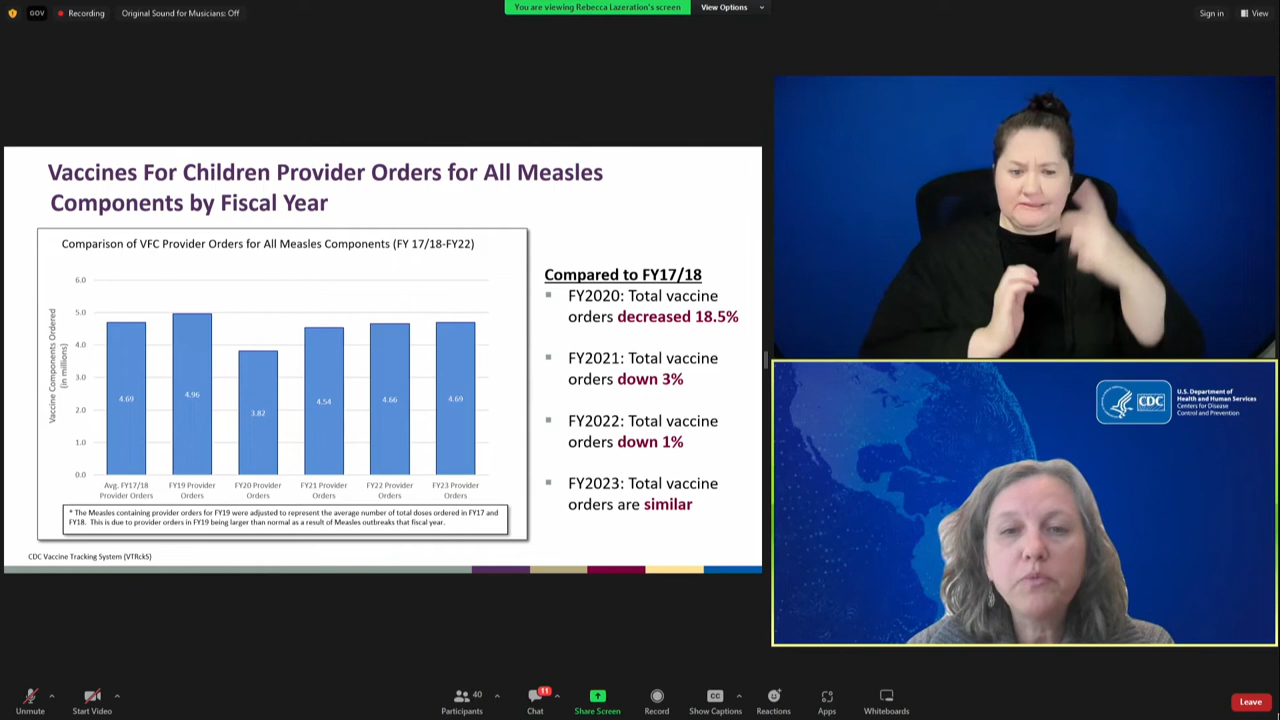 GOV
Recording
Original Sound for Musicians: Off
You are viewing Rebecca Lazeration's screen
View Options
Sign in
View
Vaccines For Children Provider Orders for All Measles
Components by Fiscal Year
Comparison of VFC Provider Orders for All Measles Components (FY 17/18-FY22)
Vaccine Components Ordered
(in millions)
6.0
5.0
4.0
3.0
2.0
1.0
0.0
4.69
4.96
3.82
4.54
4.66
4.69
Avg. FY17/18
Provider Orders
FY19 Provider
Orders
FY20 Provider
Orders
FY21 Provider
Orders
FY22 Provider
Orders
FY23 Provider
Orders
* The Measles containing provider orders for FY19 were adjusted to represent the average number of total doses ordered in FY17 and
FY18. This is due to provider orders in FY19 being larger than normal as a result of Measles outbreaks that fiscal year.
CDC Vaccine Tracking System (VTrckS)
Compared to FY17/18
FY2020: Total vaccine
orders decreased 18.5%
FY2021: Total vaccine
orders down 3%
FY2022: Total vaccine
orders down 1%
FY2023: Total vaccine
orders are similar
CDC
U.S. Department of
Health and Human Services
Centers for Disease
Control and Prevention
Unmute
Start Video
40
Participants
11
Chat
Share Screen
Record
CC
Show Captions
Reactions
Apps
Whiteboards
Leave